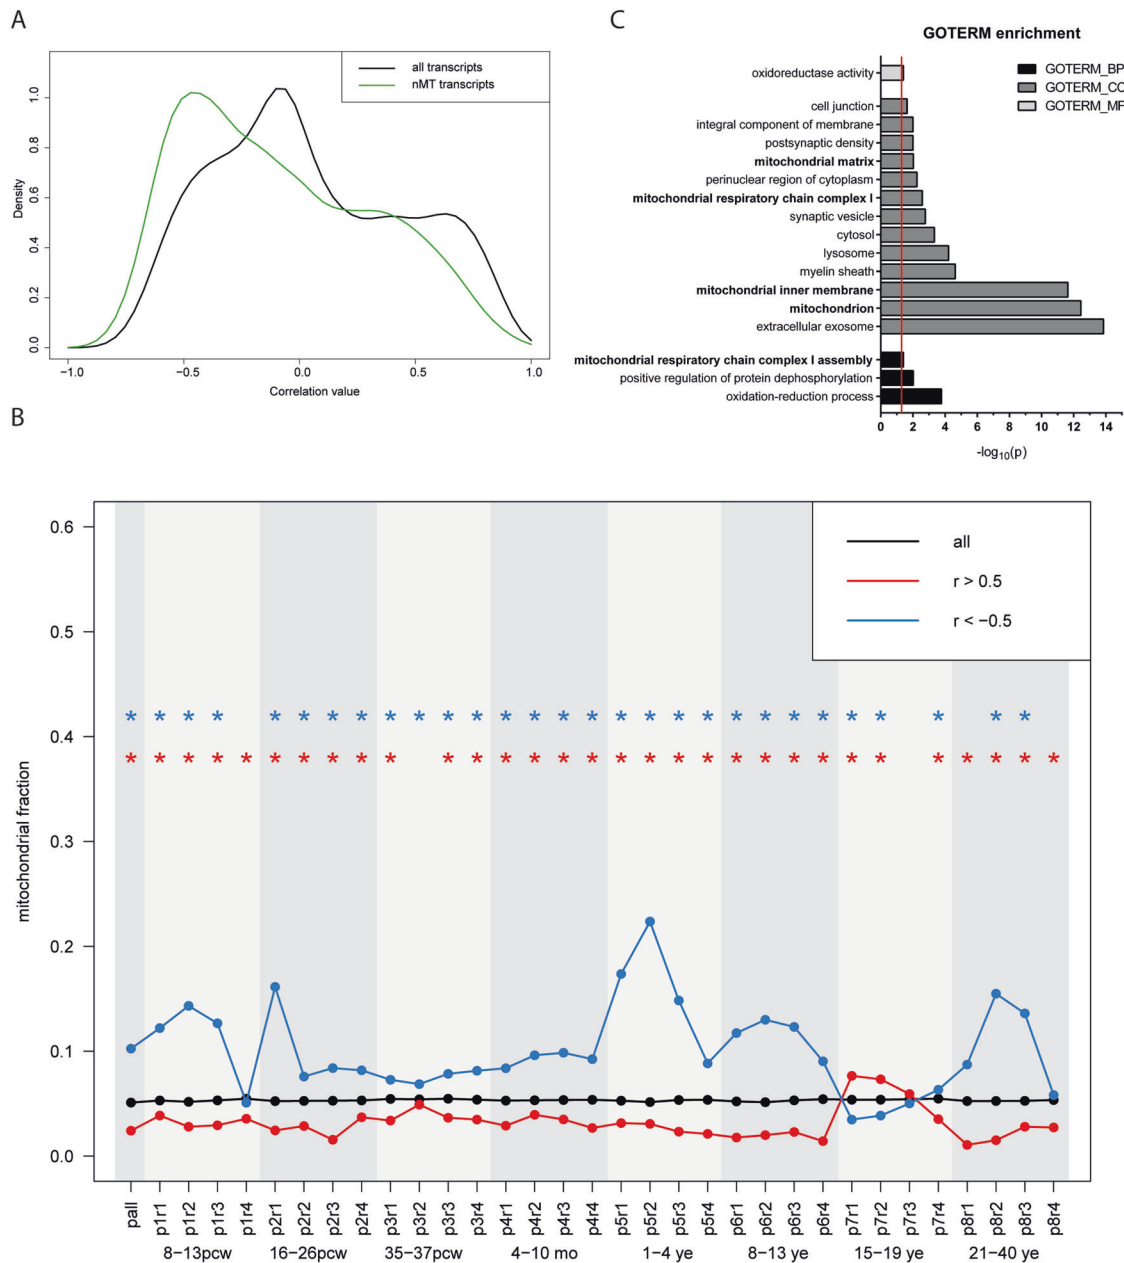 A
all transcripts
nMT transcripts
Density
0.0
0.2
0.4
0.6
0.8
1.0
−1.0
−0.5
0.0
0.5
1.0
Correlation value
C
GOTERM enrichment
GOTERM_BP
GOTERM_CC
GOTERM_MF
oxidoreductase activity
cell junction
integral component of membrane
postsynaptic density
mitochondrial matrix
perinuclear region of cytoplasm
mitochondrial respiratory chain complex I
synaptic vesicle
cytosol
lysosome
myelin sheath
mitochondrial inner membrane
mitochondrion
extracellular exosome
mitochondrial respiratory chain complex I assembly
positive regulation of protein dephosphorylation
oxidation-reduction process
0 2 4 6 8 10 12 14
-log10(p)
B
all
r > 0.5
r < −0.5
mitochondrial fraction
0.6
0.5
0.4
0.3
0.2
0.1
0.0
* * * * * * * * * * * * * * * * * * * * * * * * * * * *
* * * * * * * * * * * * * * * * * * * * * * * * * * * * * * *
pall p1r1 p1r2 p1r3 p1r4 p2r1 p2r2 p2r3 p2r4 p3r1 p3r2 p3r3 p3r4 p4r1 p4r2 p4r3 p4r4 p5r1 p5r2 p5r3 p5r4 p6r1 p6r2 p6r3 p6r4 p7r1 p7r2 p7r3 p7r4 p8r1 p8r2 p8r3 p8r4
8−13pcw 16−26pcw 35−37pcw 4−10 mo 1−4 ye 8−13 ye 15−19 ye 21−40 ye